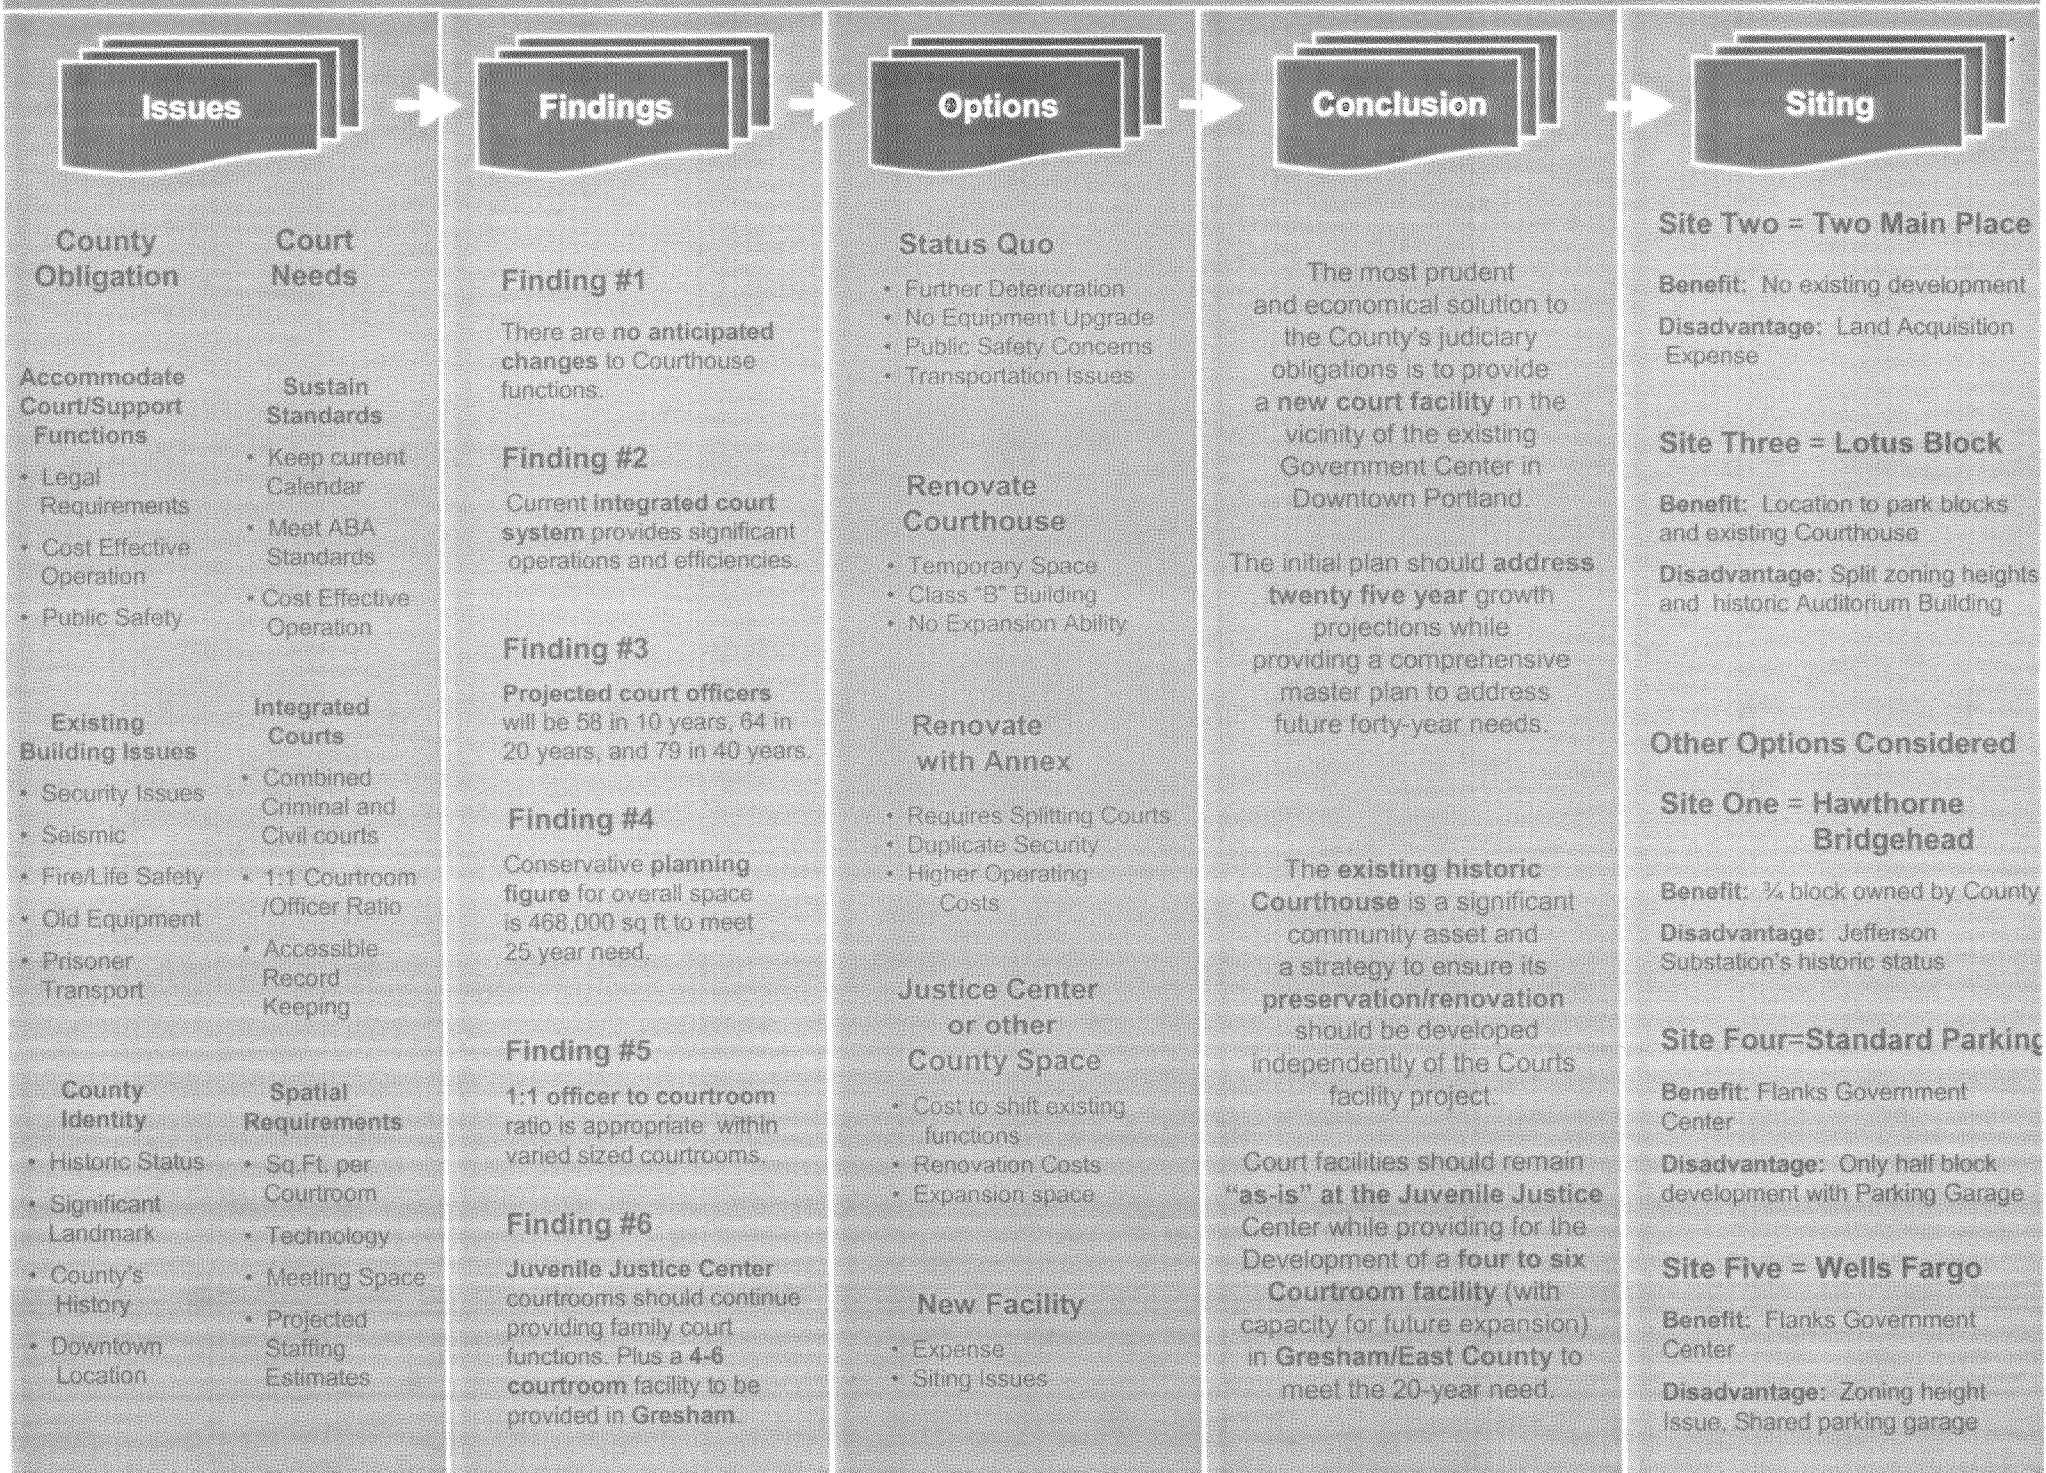 Issues
Findings
Options
Conclusion
Siting
County
Obligation
Accommodate
Court/Support
Functions
• Legal
Requirements
• Cost Effective
Operation
• Public Safety
Existing
Building Issues
• Security Issues
• Seismic
• Fire/Life Safety
• Old Equipment
• Prisoner
Transport
County
Identity
• Historic Status
• Significant
Landmark
• County's
History
• Downtown
Location
Court
Needs
Sustain
Standards
• Keep current
Calendar
• Meet ABA
Standards
• Cost Effective
Operation
Integrated
Courts
• Combined
Criminal and
Civil courts
• 1:1 Courtroom
/Officer Ratio
• Accessible
Record
Keeping
Spatial
Requirements
• Sq.Ft. per
Courtroom
• Technology
• Meeting Space
• Projected
Staffing
Estimates
Finding #1
There are no anticipated
changes to Courthouse
functions.
Finding #2
Current integrated court
system provides significant
operations and efficiencies.
Finding #3
Projected court officers
will be 58 in 10 years, 64 in
20 years, and 79 in 40 years.
Finding #4
Conservative planning
figure for overall space
is 468,000 sq ft to meet
25 year need.
Finding #5
1:1 officer to courtroom
ratio is appropriate within
varied sized courtrooms.
Finding #6
Juvenile Justice Center
courtrooms should continue
providing family court
functions. Plus a 4-6
courtroom facility to be
provided in Gresham.
Status Quo
• Further Deterioration
• No Equipment Upgrade
• Public Safety Concerns
• Transportation Issues
Renovate
Courthouse
• Temporary Space
• Class "B" Building
• No Expansion Ability
Renovate
with Annex
• Requires Splitting Courts
• Duplicate Security
• Higher Operating
Costs
Justice Center
or other
County Space
• Cost to shift existing
functions
• Renovation Costs
• Expansion space
New Facility
• Expense
• Siting Issues
The most prudent
and economical solution to
the County's judiciary
obligations is to provide
a new court facility in the
vicinity of the existing
Government Center in
Downtown Portland.
The initial plan should address
twenty five year growth
projections while
providing a comprehensive
master plan to address
future forty-year needs.
The existing historic
Courthouse is a significant
community asset and
a strategy to ensure its
preservation/renovation
should be developed
independently of the Courts
facility project.
Court facilities should remain
"as-is" at the Juvenile Justice
Center while providing for the
Development of a four to six
Courtroom facility (with
capacity for future expansion)
in Gresham/East County to
meet the 20-year need.
Site Two = Two Main Place
Benefit: No existing development
Disadvantage: Land Acquisition
Expense
Site Three = Lotus Block
Benefit: Location to park blocks
and existing Courthouse
Disadvantage: Split zoning heights
and historic Auditorium Building
Other Options Considered
Site One = Hawthorne
Bridgehead
Benefit: ¾ block owned by County
Disadvantage: Jefferson
Substation's historic status
Site Four=Standard Parking
Benefit: Flanks Government
Center
Disadvantage: Only half block
development with Parking Garage
Site Five = Wells Fargo
Benefit: Flanks Government
Center
Disadvantage: Zoning height
Issue, Shared parking garage